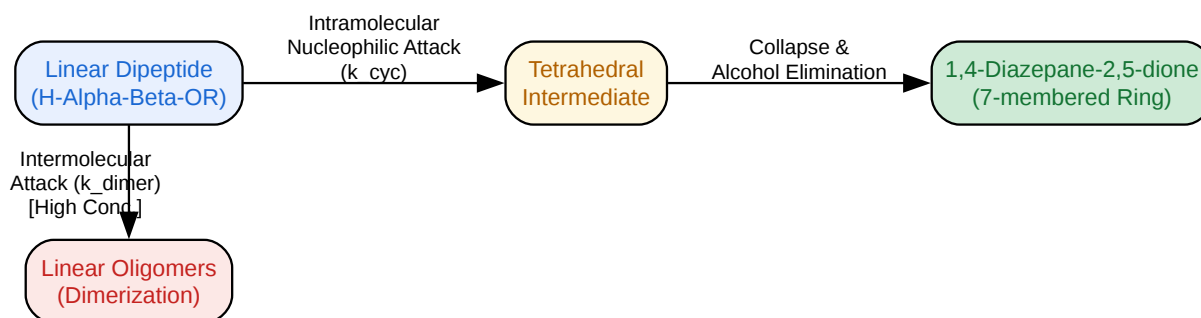 Linear Dipeptide
(H-Alpha-Beta-OR)
Intramolecular
Nucleophilic Attack
(k_cyc)
Tetrahedral
Intermediate
Collapse &
Alcohol Elimination
1,4-Diazepane-2,5-dione
(7-membered Ring)
Intermolecular
Attack (k_dimer)
[High Conc.]
Linear Oligomers
(Dimerization)